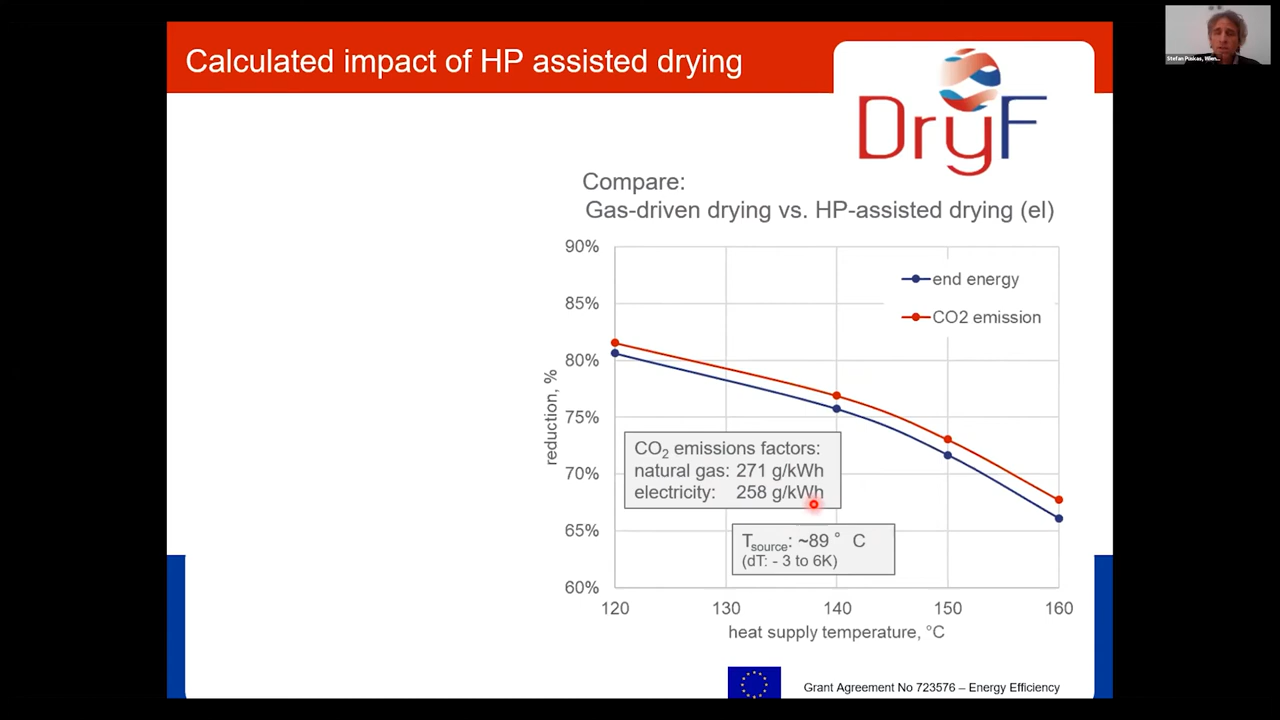 Calculated impact of HP assisted drying
DryF
Stefan Puskas, Wien...
Compare:
Gas-driven drying vs. HP-assisted drying (el)
90%
85%
80%
75%
70%
65%
60%
reduction, %
end energy
CO2 emission
CO₂ emissions factors:
natural gas: 271 g/kWh
electricity: 258 g/kWh
Tsource: ~89 ° C
(dT: - 3 to 6K)
120 130 140 150 160
heat supply temperature, °C
Grant Agreement No 723576 – Energy Efficiency